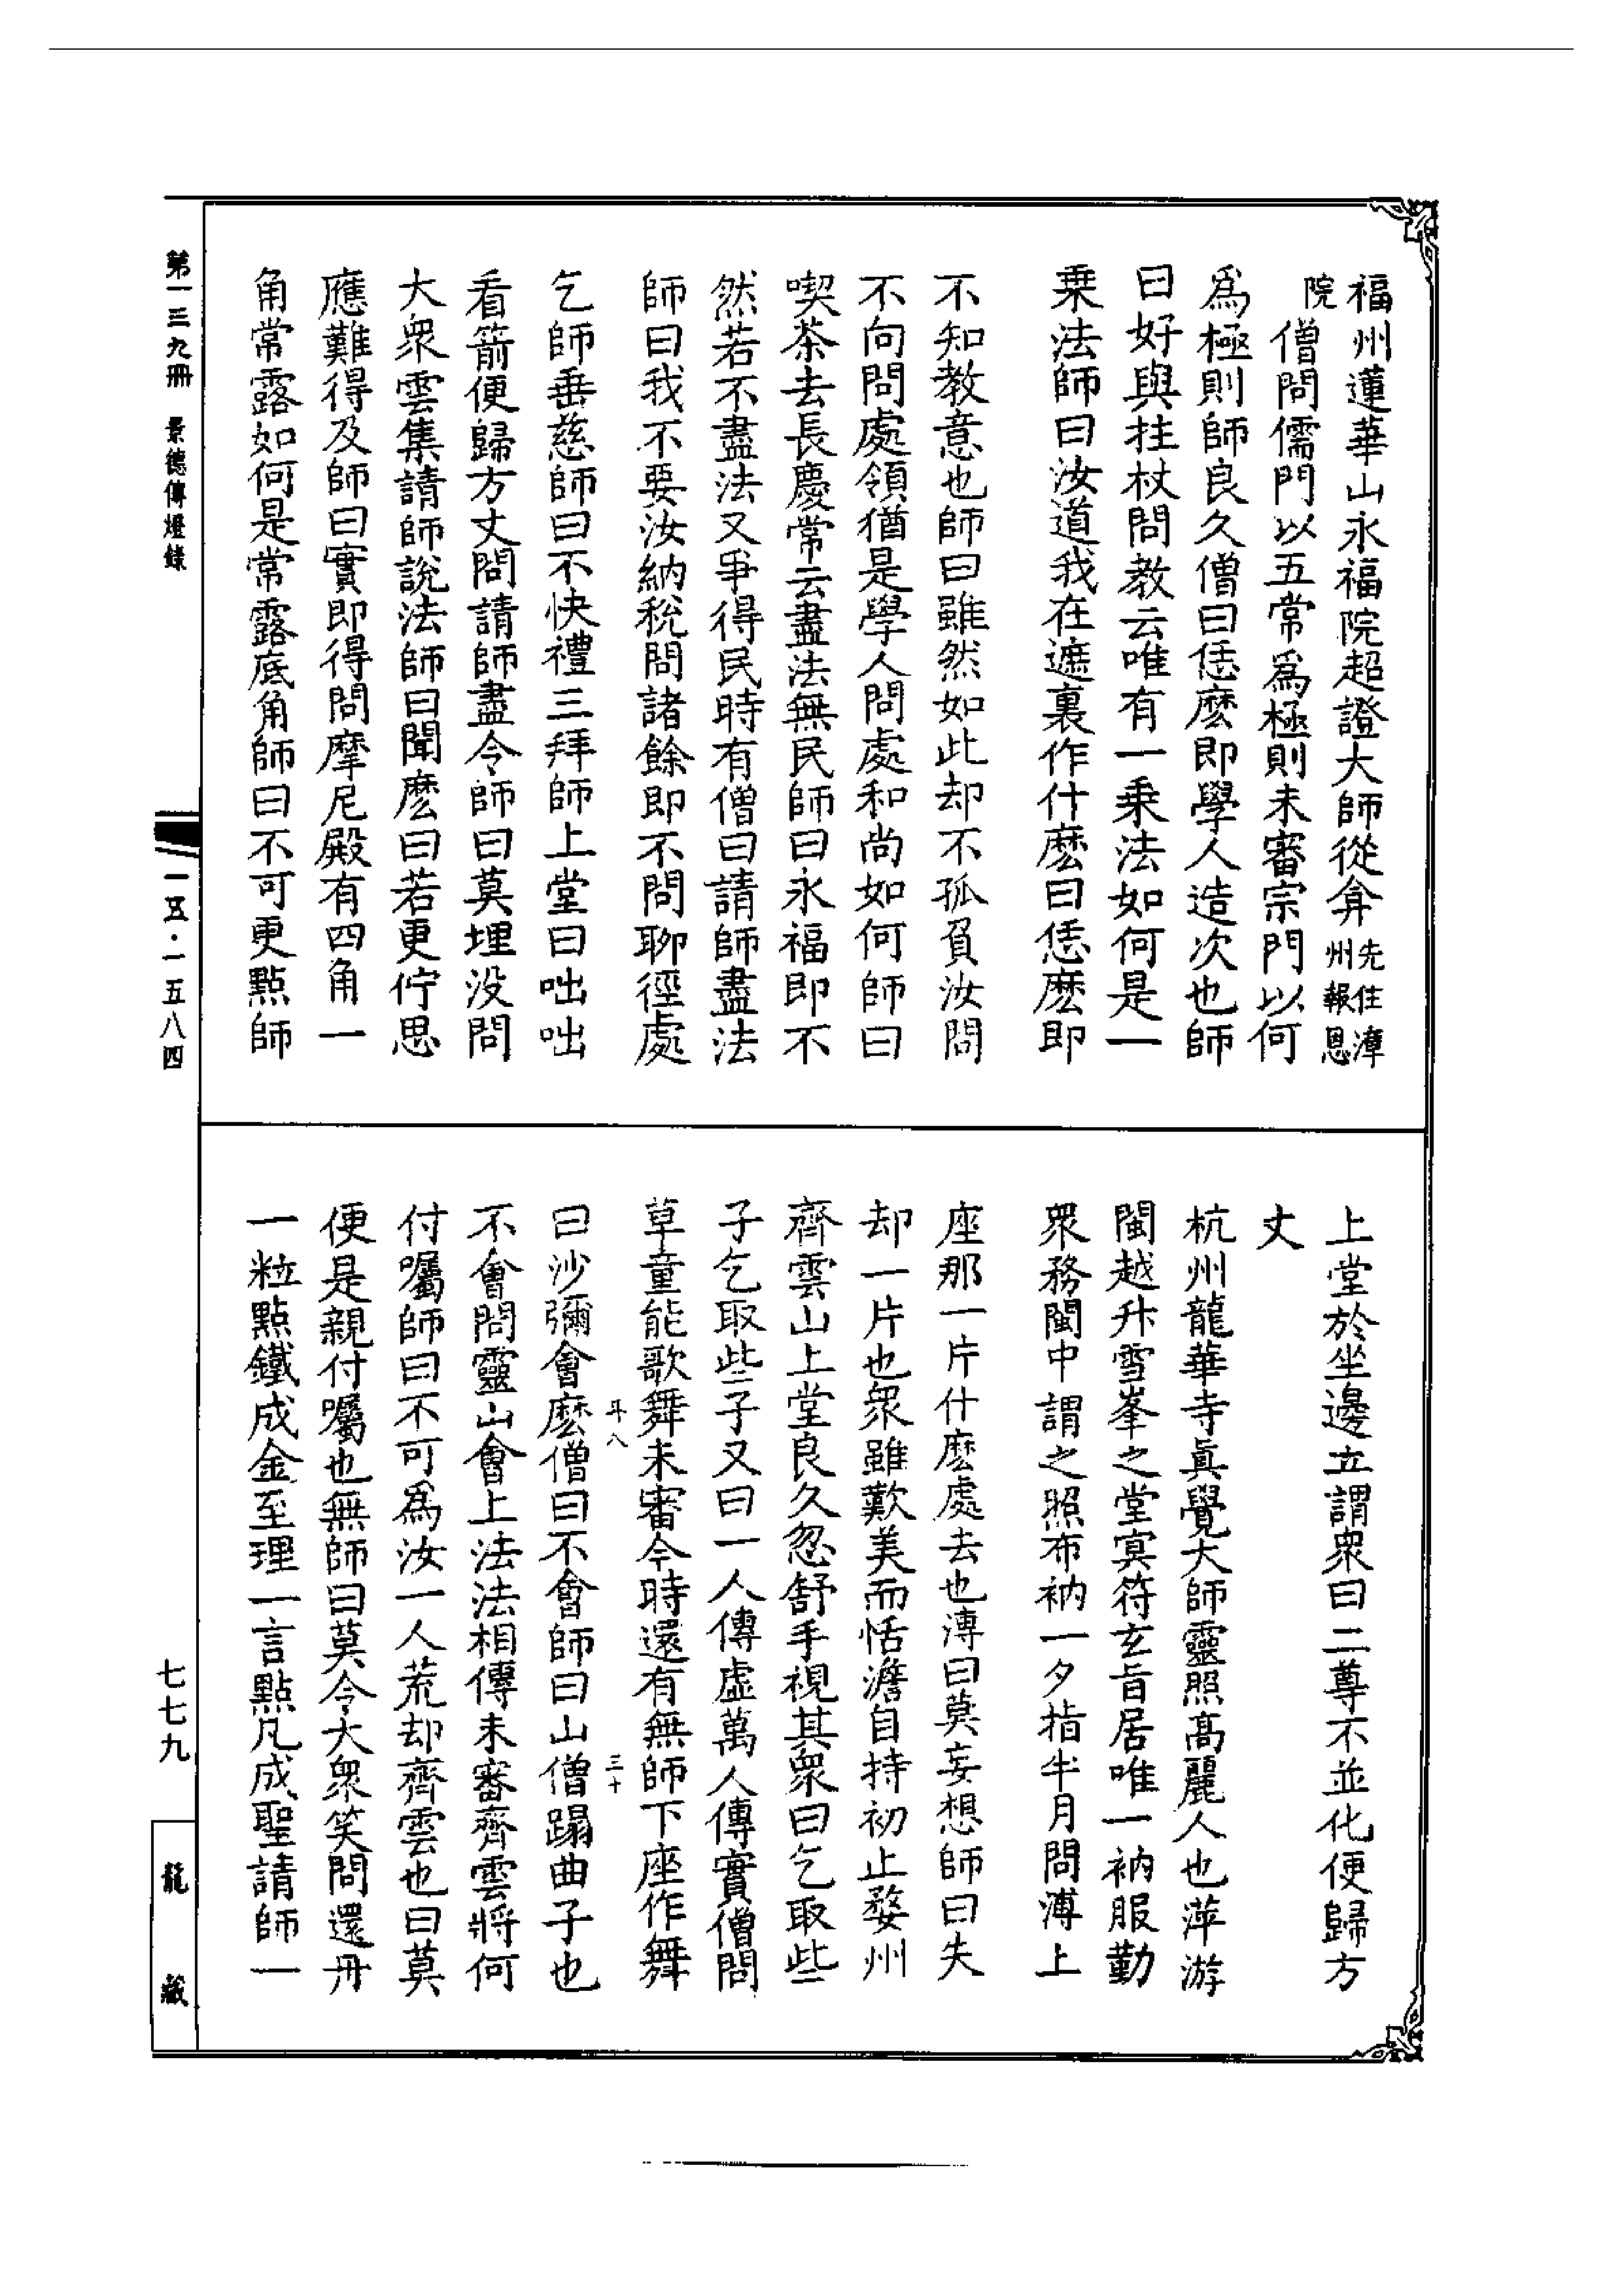 福州蓮華山永福院超證大師從弇先住漳州報恩
院僧問儒門以五常爲極則未審宗門以何
爲極則師良久僧曰恁麽即學人造次也師
曰好與拄杖問教云唯有一乗法如何是一
乗法師曰汝道我在遮裏作什麽曰恁麽即
不知教意也師曰雖然如此却不孤負汝問
不向問處領猶是學人問處和尚如何師曰
喫茶去長慶常云盡法無民師曰永福即不
然若不盡法又爭得民時有僧曰請師盡法
師曰我不要汝納稅問諸餘即不問聊徑處
乞師垂慈師曰不快禮三拜師上堂曰咄咄
看箭便歸方丈問請師盡令師曰莫埋没問
大衆雲集請師說法師曰聞麽曰若更佇思
應難得及師曰實即得問摩尼殿有四角一
角常露如何是常露底角師曰不可更點師
上堂於坐邊立謂衆曰二尊不並化便歸方
丈
杭州龍華寺眞覺大師靈照高麗人也萍游
閩越升雪峯之堂冥符玄旨居唯一衲服勤
衆務閩中謂之照布衲一夕指半月問溥上
座那一片什麽處去也溥曰莫妄想師曰失
却一片也衆雖歎美而恬澹自持初止婺州
齊雲山上堂良久忽舒手視其衆曰乞取些
子乞取些子又曰一人傳虛萬人傳實僧問
草童能歌舞未審今時還有無師下座作舞
斗八
三十
曰沙彌會麽僧曰不會師曰山僧蹋曲子也
不會問靈山會上法法相傳未審齊雲將何
付囑師曰不可爲汝一人荒却齊雲也曰莫
便是親付囑也無師曰莫令大衆笑問還丹
一粒點鐵成金至理一言點凡成聖請師一
第一三九冊 景德傳燈錄
一五·一五八四
七七九
龍藏